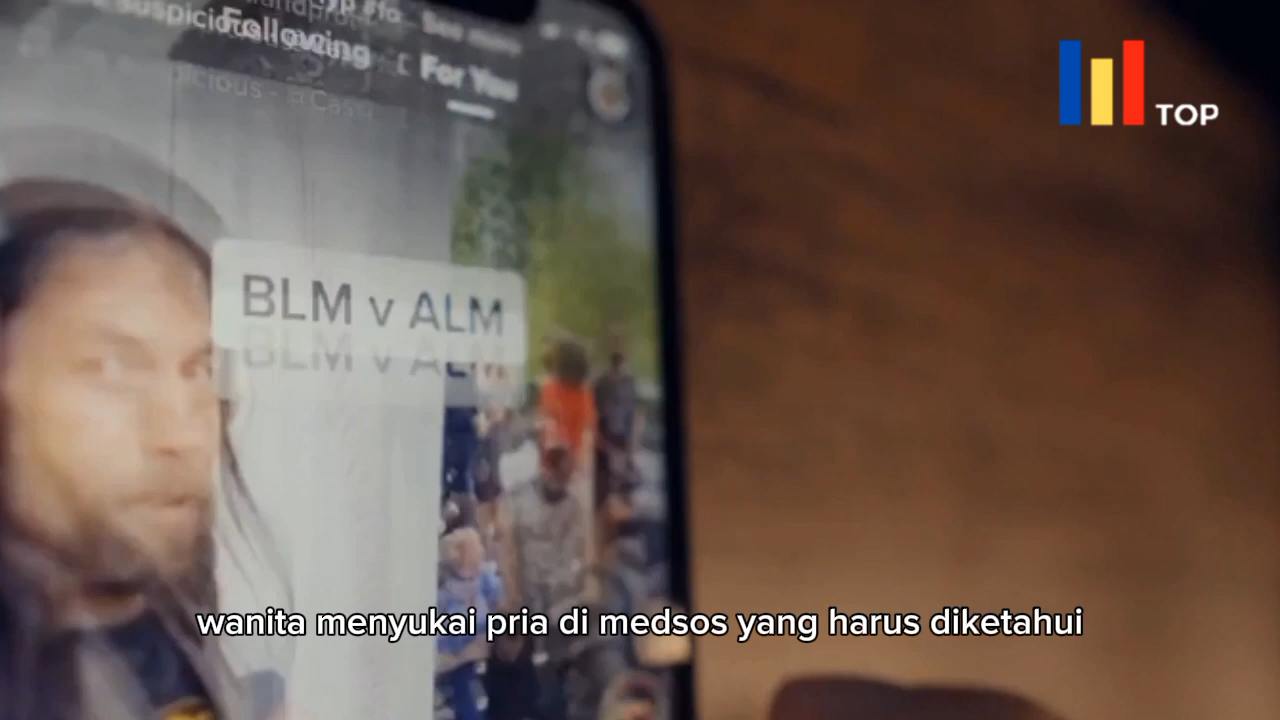 Following
For You
TOP
BLM v ALM
wanita menyukai pria di medsos yang harus diketahui